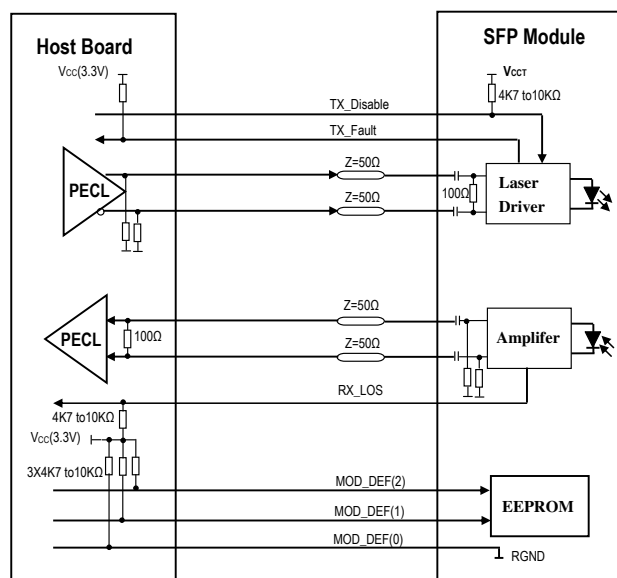 Host Board
SFP Module
Vcc(3.3V)
VCCT
4K7 to10KΩ
TX_Disable
TX_Fault
Z=50Ω
PECL
100Ω
Laser
Driver
Z=50Ω
Z=50Ω
PECL
100Ω
Amplifer
Z=50Ω
RX_LOS
4K7 to10KΩ
Vcc(3.3V)
3X4K7 to10KΩ
MOD_DEF(2)
EEPROM
MOD_DEF(1)
MOD_DEF(0)
RGND